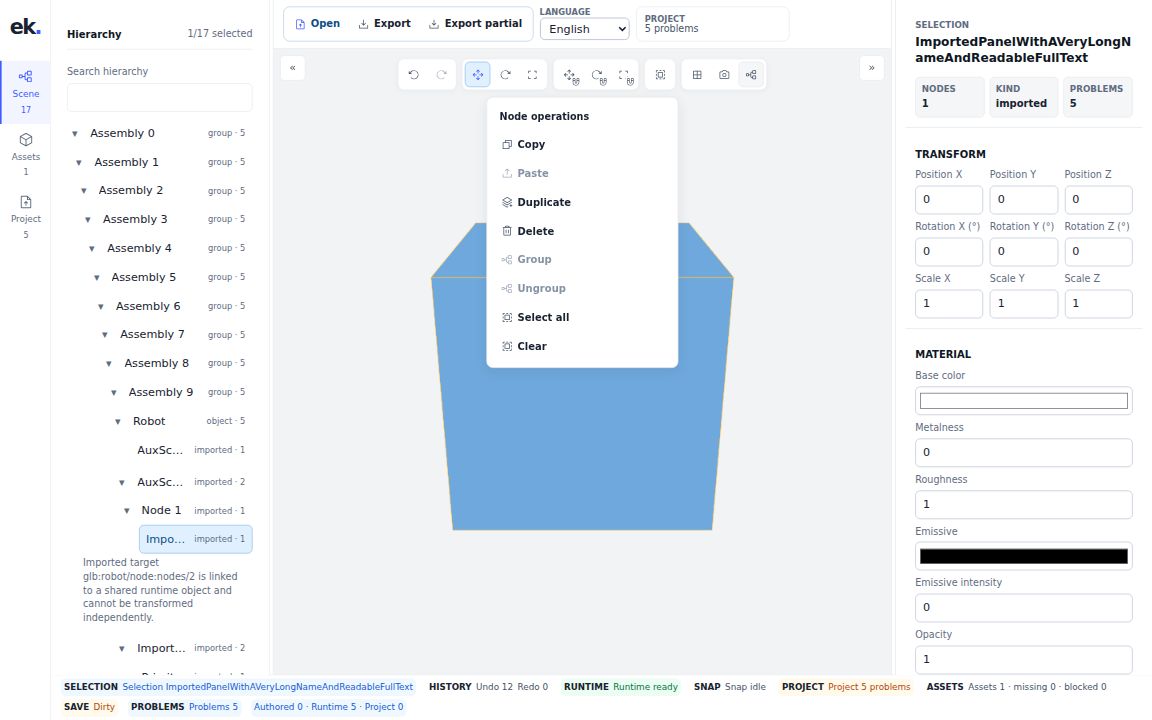 ek.
Scene
17
Assets
1
Project
5
Hierarchy
1/17 selected
Search hierarchy
Assembly 0 group · 5
Assembly 1 group · 5
Assembly 2 group · 5
Assembly 3 group · 5
Assembly 4 group · 5
Assembly 5 group · 5
Assembly 6 group · 5
Assembly 7 group · 5
Assembly 8 group · 5
Assembly 9 group · 5
Robot object · 5
AuxSc... imported · 1
AuxSc... imported · 2
Node 1 imported · 1
Impo... imported · 1
Imported target
glb:robot/node:nodes/2 is linked
to a shared runtime object and
cannot be transformed
independently.
Import... imported · 2
Open
Export
Export partial
LANGUAGE
English
PROJECT
5 problems
«
»
Node operations
Copy
Paste
Duplicate
Delete
Group
Ungroup
Select all
Clear
SELECTION
ImportedPanelWithAVeryLongN
ameAndReadableFullText
NODES
1
KIND
imported
PROBLEMS
5
TRANSFORM
Position X Position Y Position Z
0 0 0
Rotation X (°) Rotation Y (°) Rotation Z (°)
0 0 0
Scale X Scale Y Scale Z
1 1 1
MATERIAL
Base color
Metalness
0
Roughness
1
Emissive
Emissive intensity
0
Opacity
1
SELECTION Selection ImportedPanelWithAVeryLongNameAndReadableFullText HISTORY Undo 12 Redo 0 RUNTIME Runtime ready SNAP Snap idle PROJECT Project 5 problems ASSETS Assets 1 · missing 0 · blocked 0
SAVE Dirty PROBLEMS Problems 5 Authored 0 · Runtime 5 · Project 0